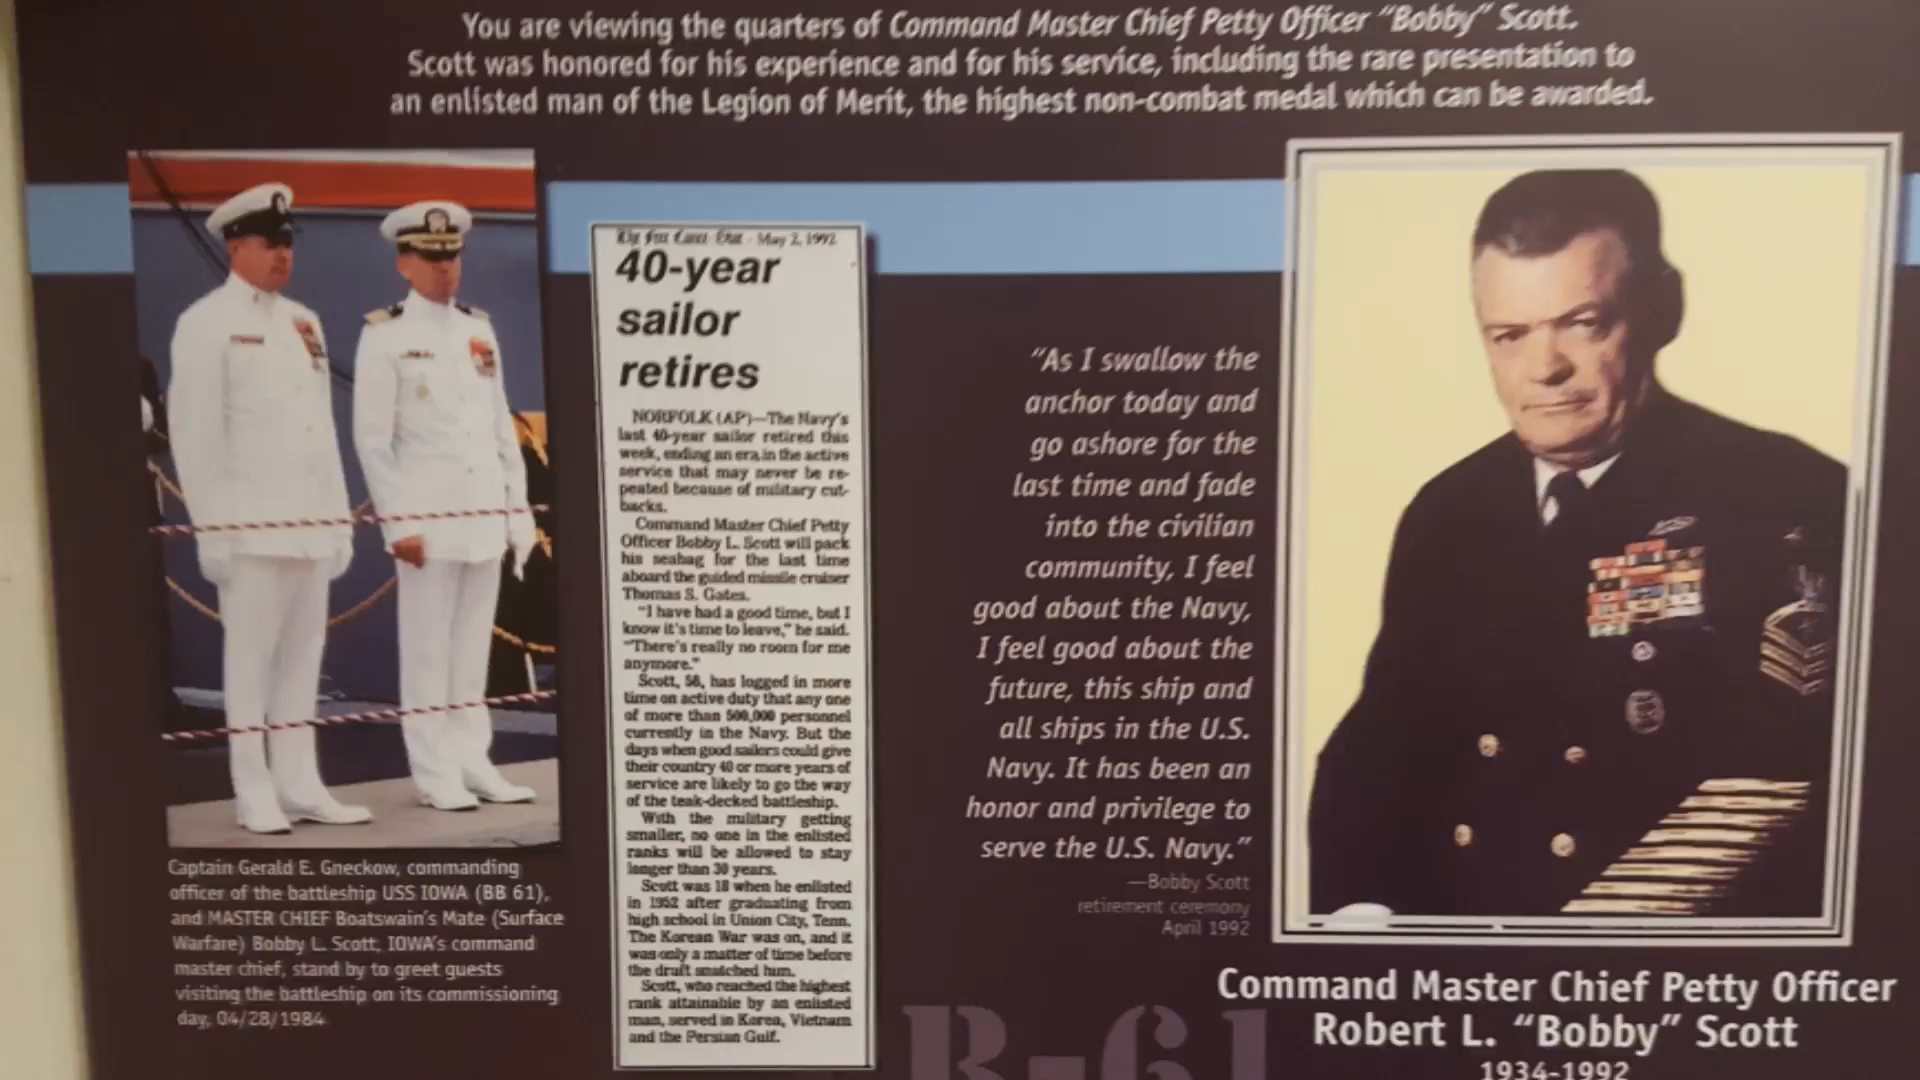 You are viewing the quarters of Command Master Chief Petty Officer “Bobby” Scott.
Scott was honored for his experience and for his service, including the rare presentation to
an enlisted man of the Legion of Merit, the highest non-combat medal which can be awarded.
Captain Gerald E. Gneckow, commanding
officer of the battleship USS IOWA (BB 61),
and MASTER CHIEF Boatswain's Mate (Surface
Warfare) Bobby L. Scott, IOWA's command
master chief, stand by to greet guests
visiting the battleship on its commissioning
day, 04/28/1984
May 2, 1992
40-year
sailor
retires
NORFOLK (AP)—The Navy's
last 40-year sailor retired this
week, ending an era in the active
service that may never be re-
peated because of military cut-
backs.
Command Master Chief Petty
Officer Bobby L. Scott will pack
his seabag for the last time
aboard the guided missile cruiser
Thomas S. Gates.
"I have had a good time, but I
know it's time to leave," he said.
"There's really no room for me
anymore."
Scott, 58, has logged in more
time on active duty that any one
of more than 500,000 personnel
currently in the Navy. But the
days when good sailors could give
their country 40 or more years of
service are likely to go the way
of the teak-decked battleship.
With the military getting
smaller, no one in the enlisted
ranks will be allowed to stay
longer than 30 years.
Scott was 18 when he enlisted
in 1952 after graduating from
high school in Union City, Tenn.
The Korean War was on, and it
was only a matter of time before
the draft snatched him.
Scott, who reached the highest
rank attainable by an enlisted
man, served in Korea, Vietnam
and the Persian Gulf.
“As I swallow the
anchor today and
go ashore for the
last time and fade
into the civilian
community, I feel
good about the Navy,
I feel good about the
future, this ship and
all ships in the U.S.
Navy. It has been an
honor and privilege to
serve the U.S. Navy.”
—Bobby Scott
retirement ceremony
April 1992
Command Master Chief Petty Officer
Robert L. “Bobby” Scott
1934-1992
B-61